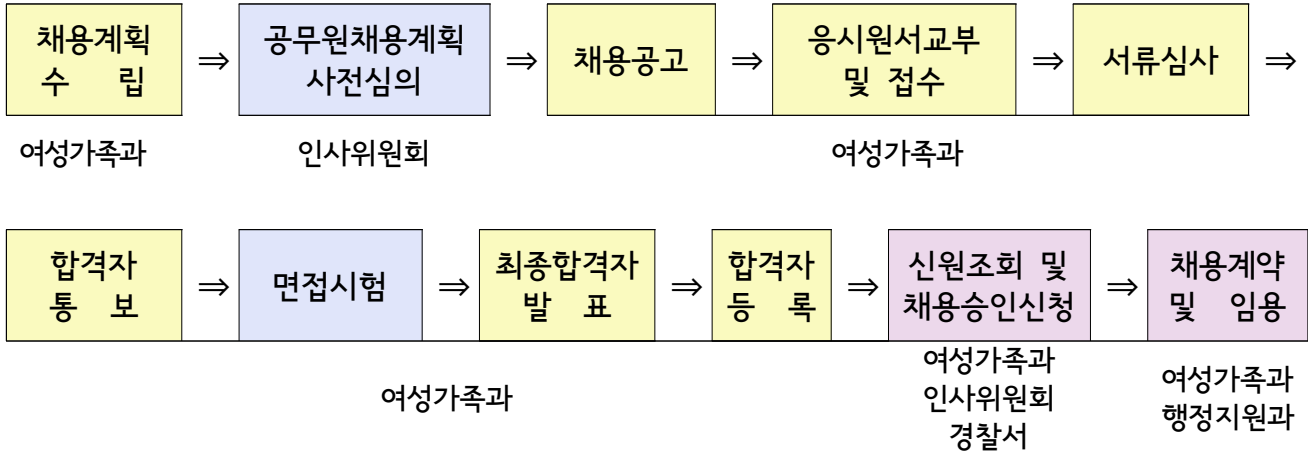 채용계획
수 립
⇒
공무원채용계획
사전심의
⇒
채용공고
⇒
응시원서교부
및 접수
⇒
서류심사
⇒
여성가족과
인사위원회
여성가족과
합격자
통 보
⇒
면접시험
⇒
최종합격자
발 표
⇒
합격자
등 록
⇒
신원조회 및
채용승인신청
⇒
채용계약
및 임용
여성가족과
여성가족과
인사위원회
경찰서
여성가족과
행정지원과